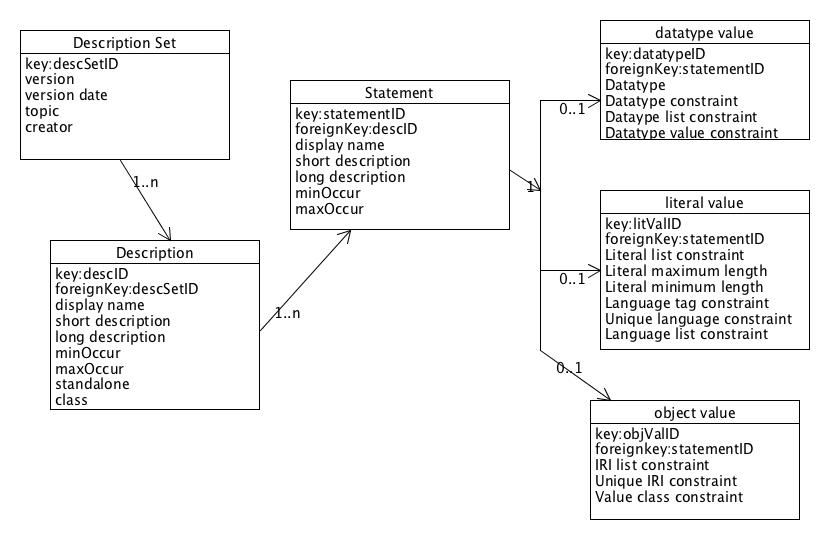 Description Set
key:descSetID
version
version date
topic
creator
1..n
Description
key:descID
foreignKey:descSetID
display name
short description
long description
minOccur
maxOccur
standalone
class
1..n
Statement
key:statementID
foreignKey:descID
display name
short description
long description
minOccur
maxOccur
1
0..1
datatype value
key:datatypeID
foreignKey:statementID
Datatype
Datatype constraint
Dataype list constraint
Datatype value constraint
0..1
literal value
key:litValID
foreignKey:statementID
Literal list constraint
Literal maximum length
Literal minimum length
Language tag constraint
Unique language constraint
Language list constraint
0..1
object value
key:objValID
foreignkey:statementID
IRI list constraint
Unique IRI constraint
Value class constraint